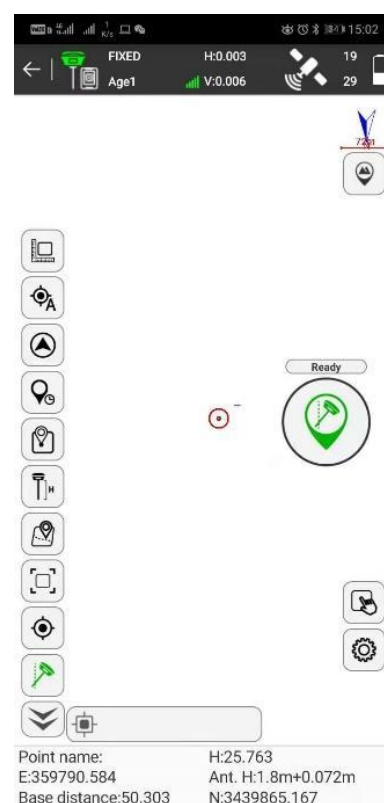 K/s 15:02
FIXED H:0.003 19
Age1 V:0.006 29
Ready
A
H
Point name: H:25.763
E:359790.584 Ant. H:1.8m+0.072m
Base distance:50.303 N:3439865.167